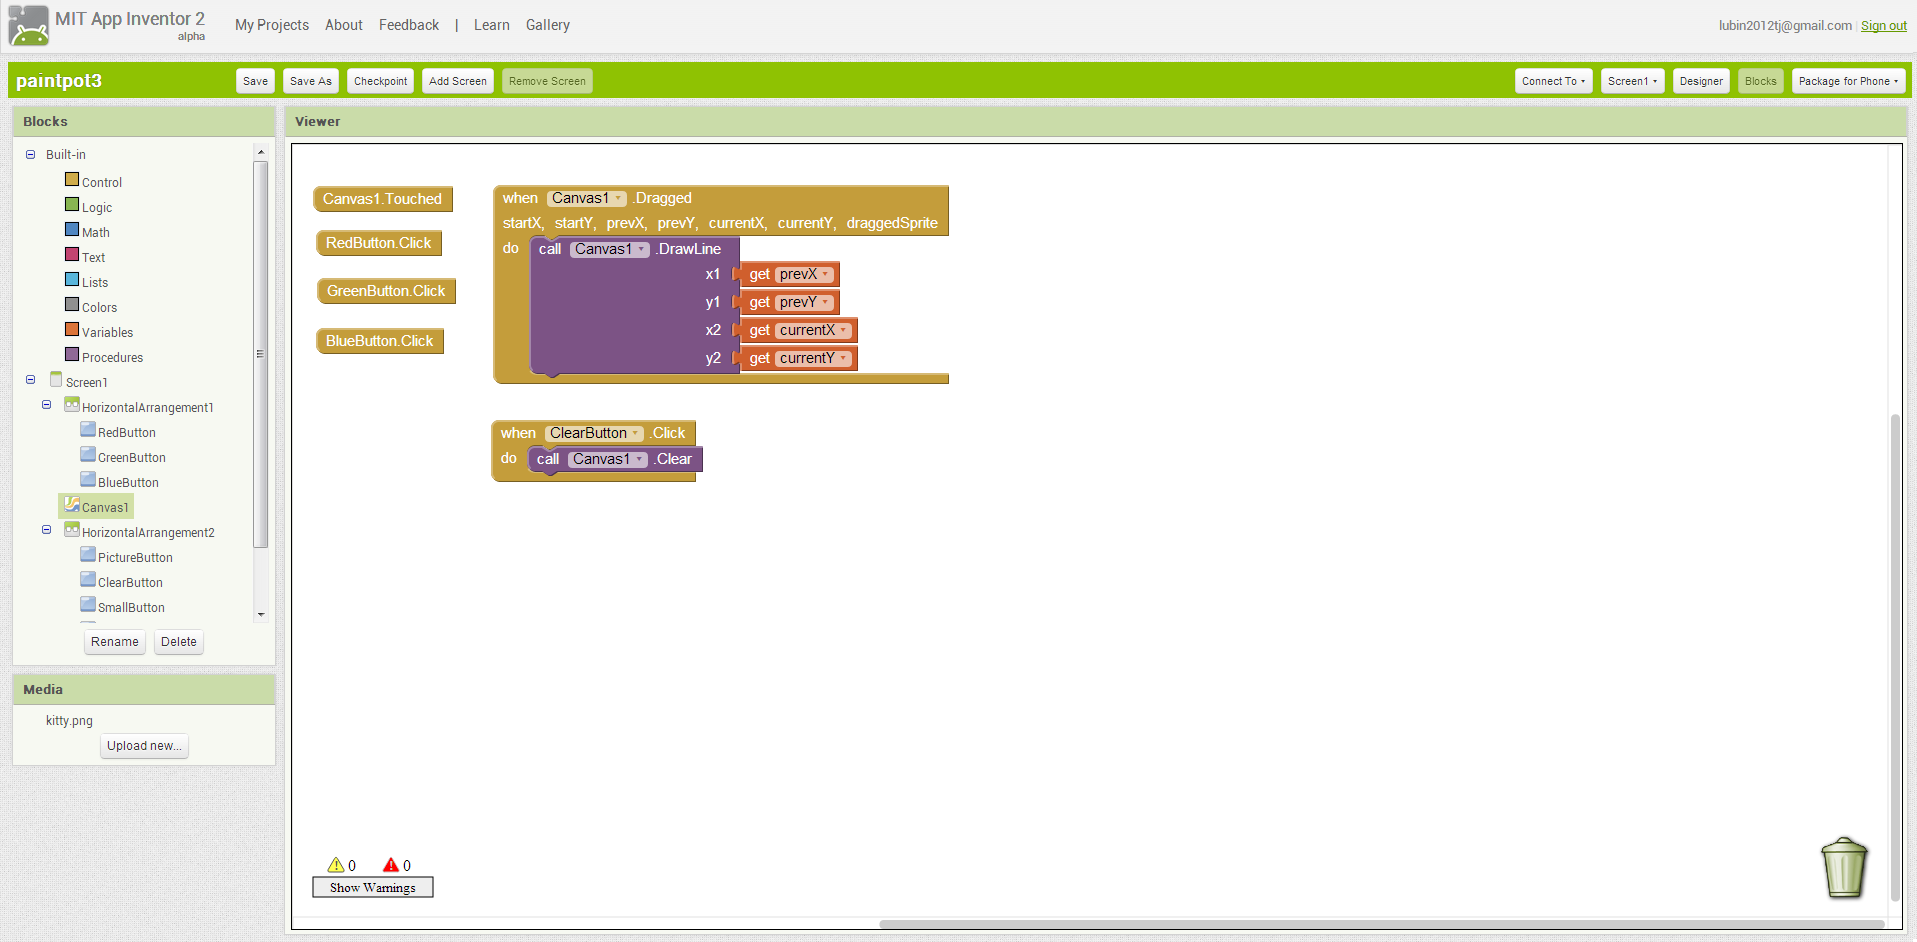 MIT App Inventor 2
alpha
My Projects About Feedback | Learn Gallery
lubin2012tj@gmail.com | Sign out
paintpot3
Save Save As Checkpoint Add Screen Remove Screen
Connect To Screen1 Designer Blocks Package for Phone
Blocks
Built-in
Control
Logic
Math
Text
Lists
Colors
Variables
Procedures
Screen1
HorizontalArrangement1
RedButton
GreenButton
BlueButton
Canvas1
HorizontalArrangement2
PictureButton
ClearButton
SmallButton
Rename Delete
Media
kitty.png
Upload new...
Viewer
Canvas1.Touched
RedButton.Click
GreenButton.Click
BlueButton.Click
when Canvas1 .Dragged
startX, startY, prevX, prevY, currentX, currentY, draggedSprite
do call Canvas1 .DrawLine
x1 get prevX
y1 get prevY
x2 get currentX
y2 get currentY
when ClearButton .Click
do call Canvas1 .Clear
0 0
Show Warnings